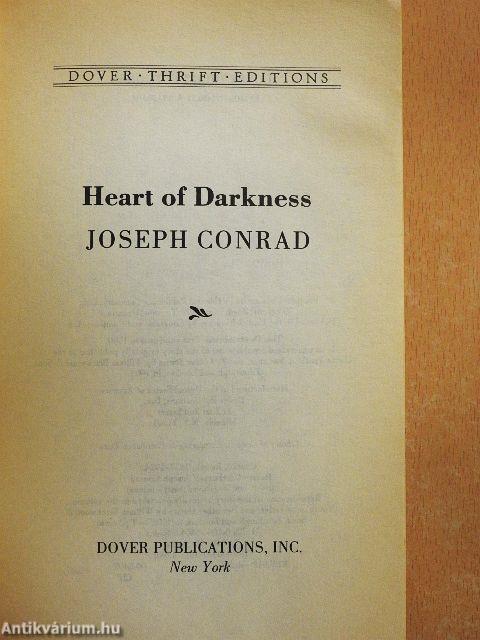 DOVER · THRIFT · EDITIONS
Heart of Darkness
JOSEPH CONRAD
DOVER PUBLICATIONS, INC.
New York
Antikvárium.hu